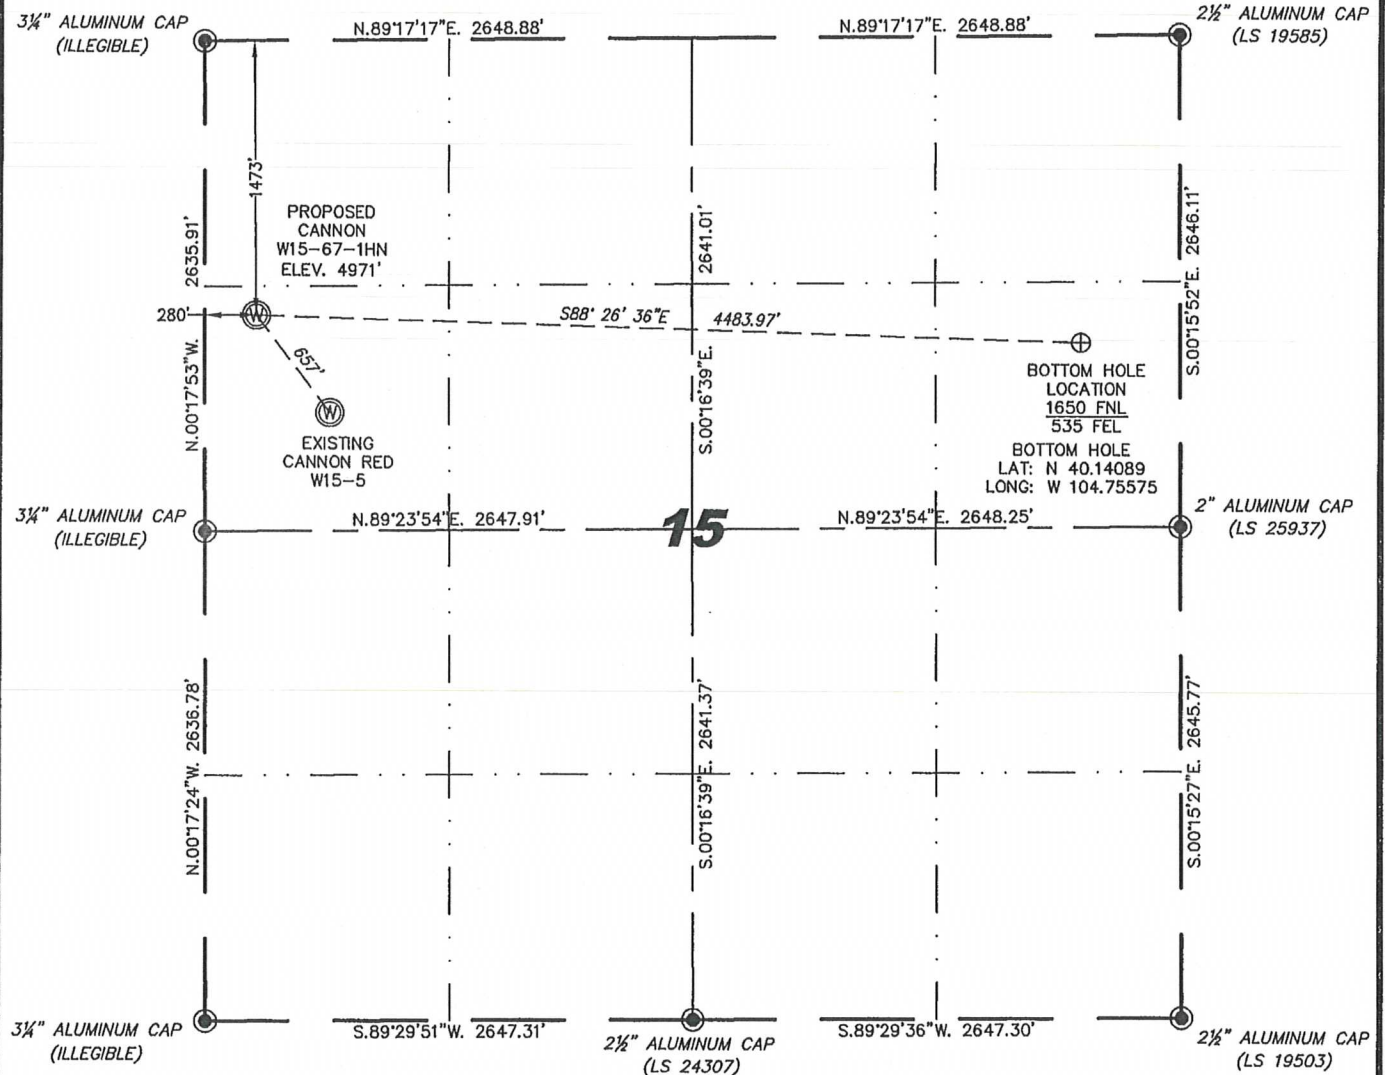 3¼" ALUMINUM CAP
(ILLEGIBLE)
N.89°17'17"E. 2648.88'
N.89°17'17"E. 2648.88'
2½" ALUMINUM CAP
(LS 19585)
1473'
2635.91'
N.00°17'53"W.
PROPOSED
CANNON
W15-67-1HN
ELEV. 4971'
2641.01'
S.00°16'39"E.
S.00°15'52"E. 2646.11'
280'
W
S88° 26' 36"E 4483.97'
657'
W
EXISTING
CANNON RED
W15-5
BOTTOM HOLE
LOCATION
1650 FNL
535 FEL
BOTTOM HOLE
LAT: N 40.14089
LONG: W 104.75575
3¼" ALUMINUM CAP
(ILLEGIBLE)
N.89°23'54"E. 2647.91'
15
N.89°23'54"E. 2648.25'
2" ALUMINUM CAP
(LS 25937)
N.00°17'24"W. 2636.78'
S.00°16'39"E. 2641.37'
S.00°15'27"E. 2645.77'
3¼" ALUMINUM CAP
(ILLEGIBLE)
S.89°29'51"W. 2647.31'
2½" ALUMINUM CAP
(LS 24307)
S.89°29'36"W. 2647.30'
2½" ALUMINUM CAP
(LS 19503)